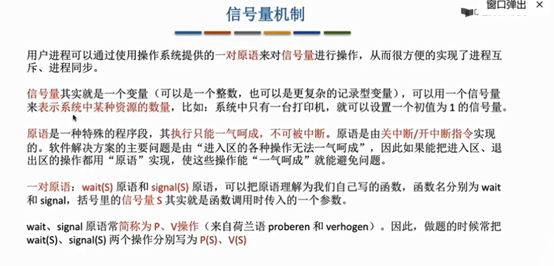 窗口弹出
信号量机制
用户进程可以通过使用操作系统提供的一对原语来对信号量进行操作，从而很方便的实现了进程互
斥、进程同步。
信号量其实就是一个变量（可以是一个整数，也可以是更复杂的记录型变量），可以用一个信号量
来表示系统中某种资源的数量，比如：系统中只有一台打印机，就可以设置一个初值为 1 的信号量。
原语是一种特殊的程序段，其执行只能一气呵成，不可被中断。原语是由关中断/开中断指令实现
的。软件解决方案的主要问题是由“进入区的各种操作无法一气呵成”，因此如果能把进入区、退
出区的操作都用“原语”实现，使这些操作能“一气呵成”就能避免问题。
一对原语：wait(S) 原语和 signal(S) 原语，可以把原语理解为我们自己写的函数，函数名分别为 wait
和 signal，括号里的信号量 S 其实就是函数调用时传入的一个参数。
wait、signal 原语常简称为 P、V操作（来自荷兰语 proberen 和 verhogen）。因此，做题的时候常把
wait(S)、signal(S) 两个操作分别写为 P(S)、V(S)